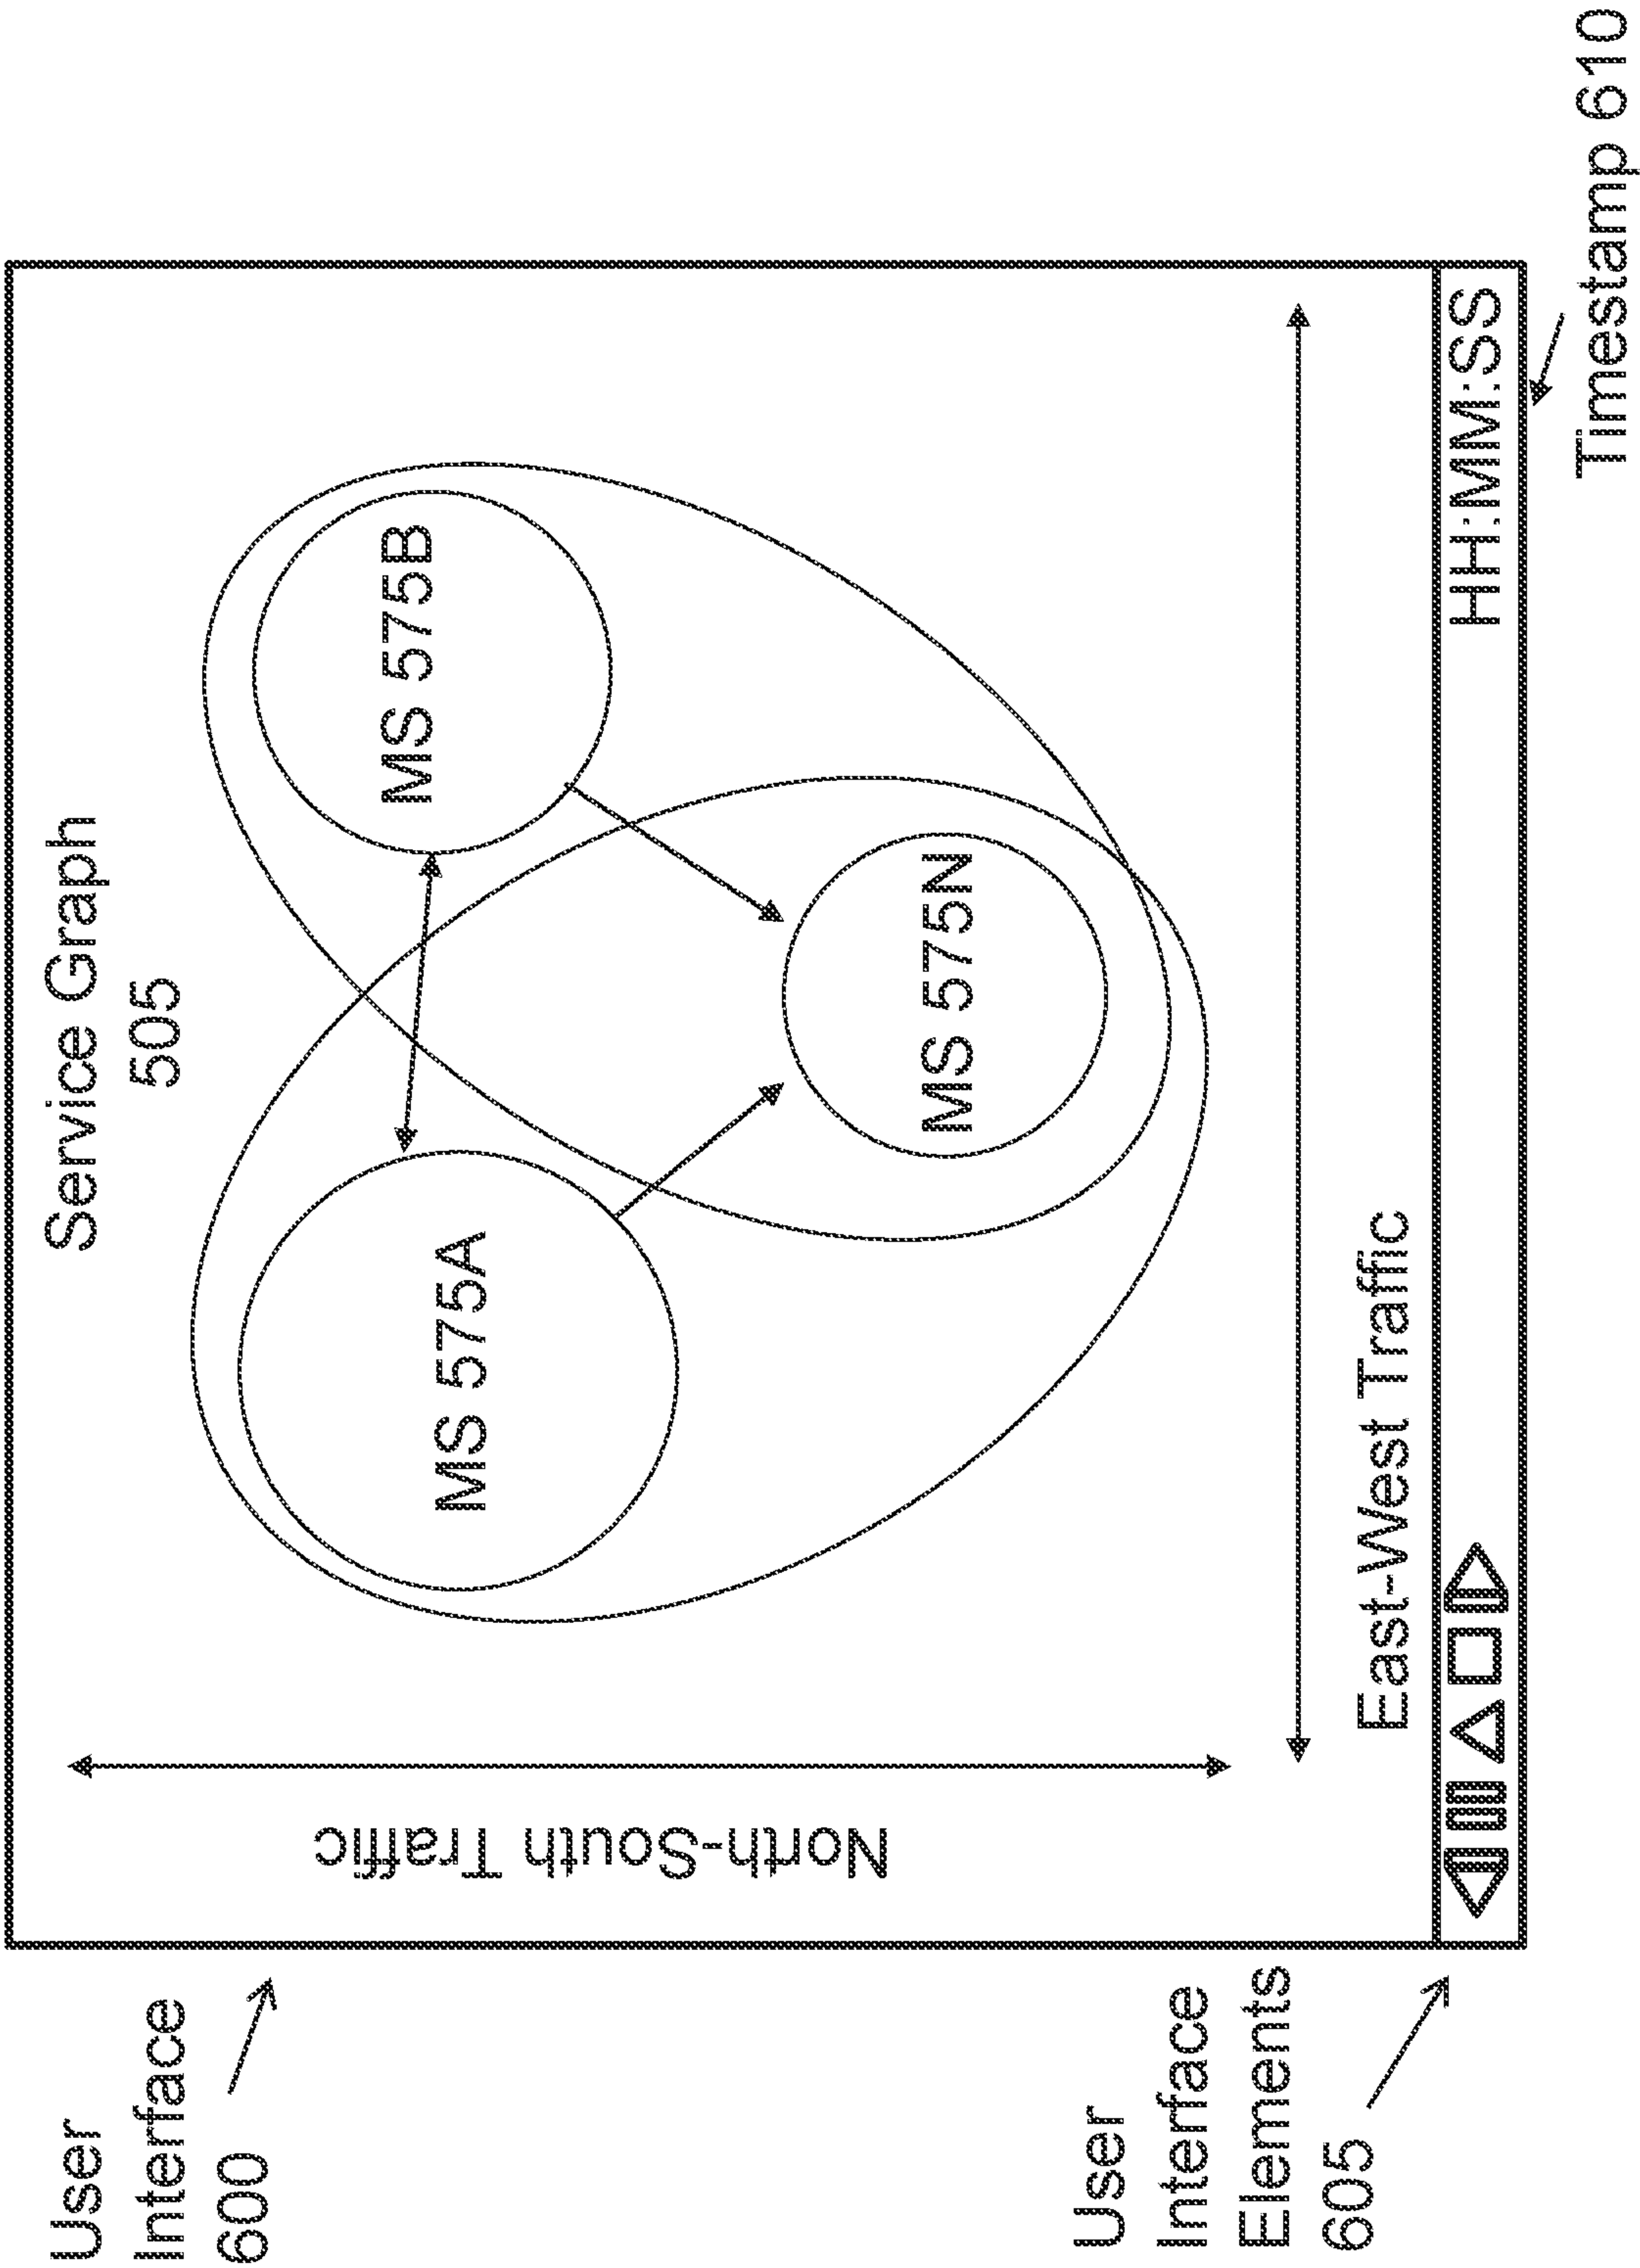 User
Interface
600
Service Graph
505
North-South Traffic
MS 575A
MS 575B
MS 575N
East-West Traffic
User
Interface
Elements
605
HH:MM:SS
Timestamp 610